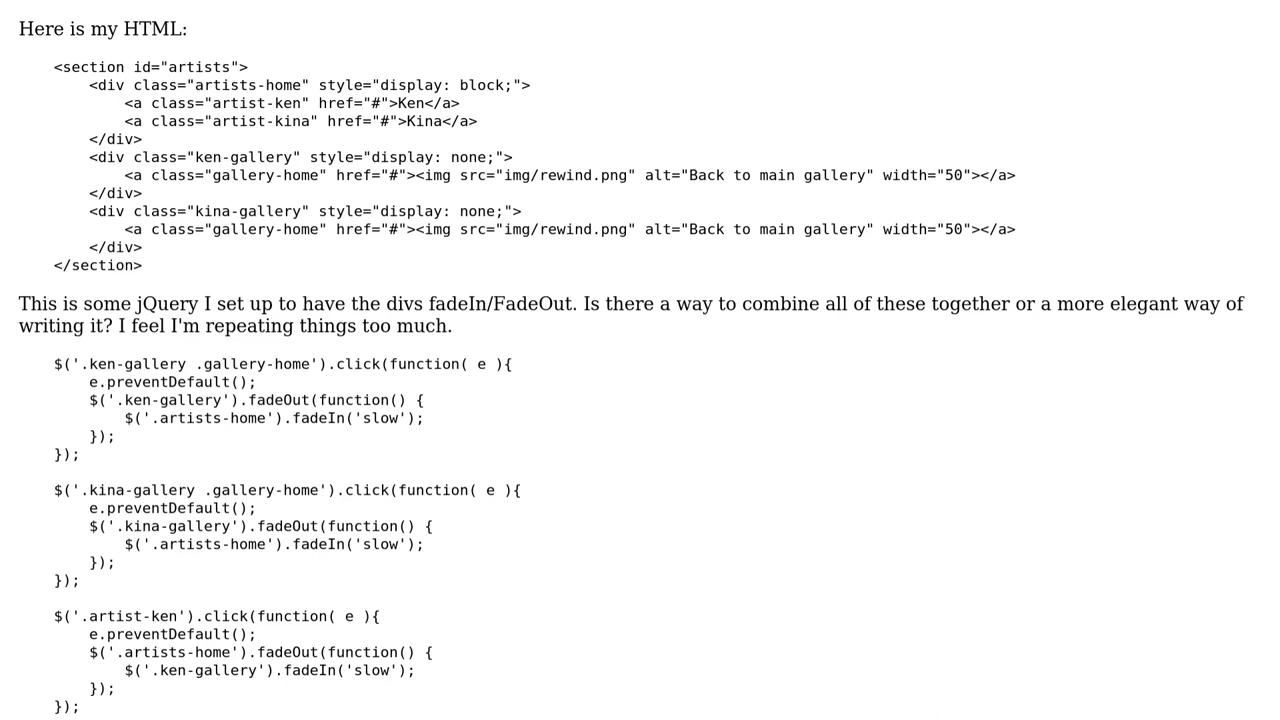 Here is my HTML:
<section id="artists">
<div class="artists-home" style="display: block;">
<a class="artist-ken" href="#">Ken</a>
<a class="artist-kina" href="#">Kina</a>
</div>
<div class="ken-gallery" style="display: none;">
<a class="gallery-home" href="#"><img src="img/rewind.png" alt="Back to main gallery" width="50"></a>
</div>
<div class="kina-gallery" style="display: none;">
<a class="gallery-home" href="#"><img src="img/rewind.png" alt="Back to main gallery" width="50"></a>
</div>
</section>
This is some jQuery I set up to have the divs fadeIn/FadeOut. Is there a way to combine all of these together or a more elegant way of
writing it? I feel I'm repeating things too much.
$('.ken-gallery .gallery-home').click(function( e ){
e.preventDefault();
$('.ken-gallery').fadeOut(function() {
$('.artists-home').fadeIn('slow');
});
});
$('.kina-gallery .gallery-home').click(function( e ){
e.preventDefault();
$('.kina-gallery').fadeOut(function() {
$('.artists-home').fadeIn('slow');
});
});
$('.artist-ken').click(function( e ){
e.preventDefault();
$('.artists-home').fadeOut(function() {
$('.ken-gallery').fadeIn('slow');
});
});